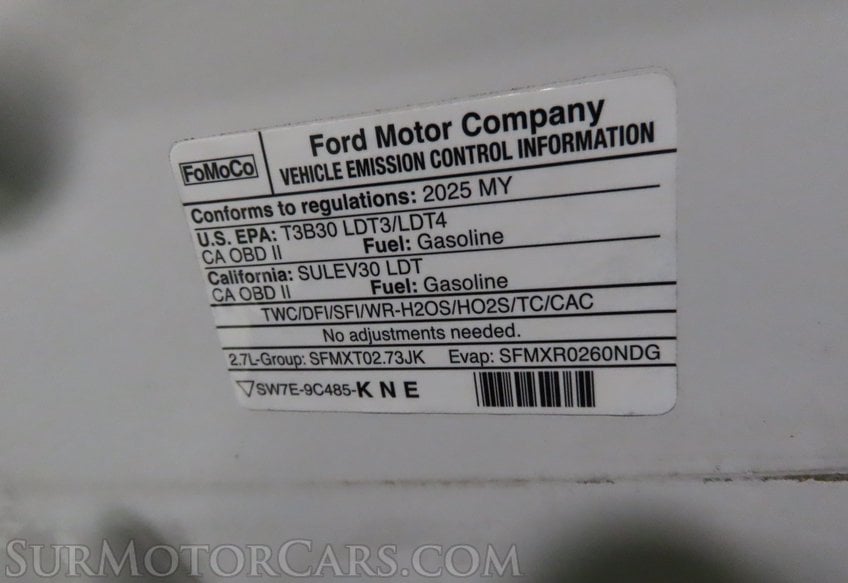 FoMoCo
Ford Motor Company
VEHICLE EMISSION CONTROL INFORMATION
Conforms to regulations: 2025 MY
U.S. EPA: T3B30 LDT3/LDT4
CA OBD II Fuel: Gasoline
California: SULEV30 LDT
CA OBD II Fuel: Gasoline
TWC/DFI/SFI/WR-H2OS/HO2S/TC/CAC
No adjustments needed.
2.7L-Group: SFMXT02.73JK Evap: SFMXR0260NDG
SW7E-9C485-K N E
SurMotorCars.com